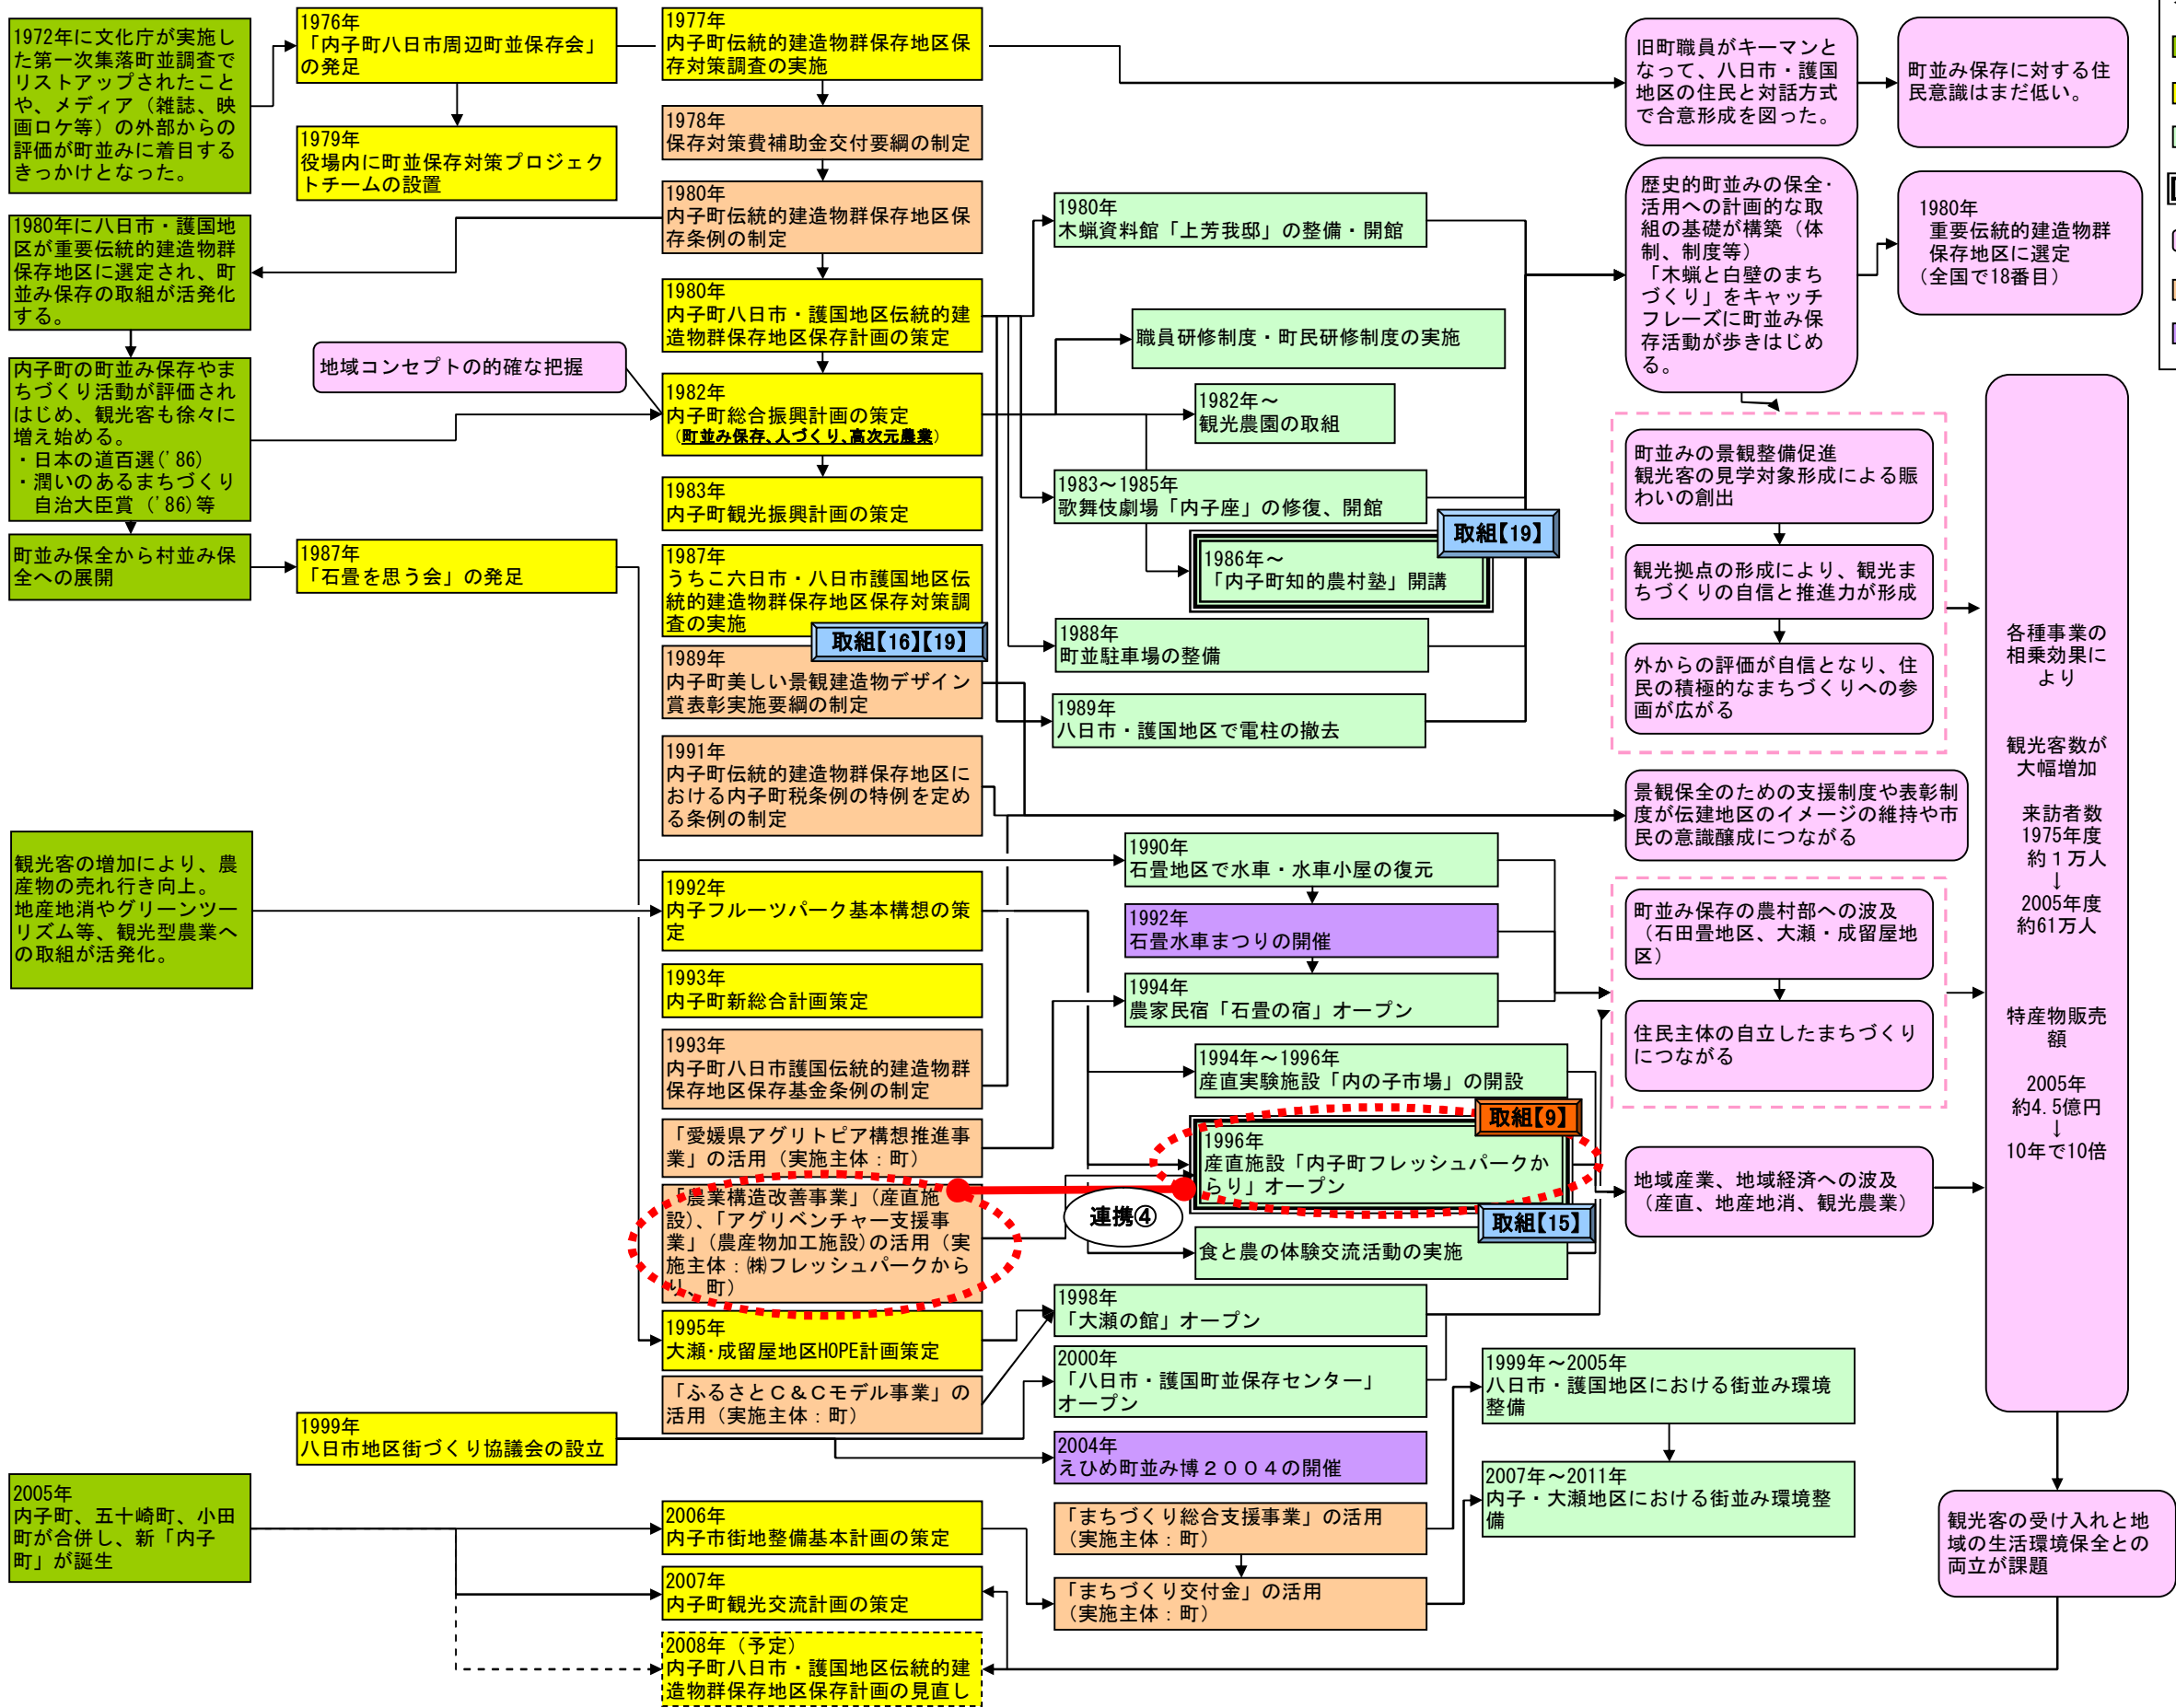 1972年に文化庁が実施し
た第一次集落町並調査で
リストアップされたこと
や、メディア（雑誌、映
画ロケ等）の外部からの
評価が町並みに着目する
きっかけとなった。
1976年
「内子町八日市周辺町並保存会」
の発足
1979年
役場内に町並保存対策プロジェク
トチームの設置
1977年
内子町伝統的建造物群保存地区保
存対策調査の実施
1978年
保存対策費補助金交付要綱の制定
1980年
内子町伝統的建造物群保存地区保
存条例の制定
1980年
内子町八日市・護国地区伝統的建
造物群保存地区保存計画の策定
旧町職員がキーマンと
なって、八日市・護国
地区の住民と対話方式
で合意形成を図った。
町並み保存に対する住
民意識はまだ低い。
歴史的町並みの保全・
活用への計画的な取
組の基礎が構築（体
制、制度等）
「木蝋と白壁のまち
づくり」をキャッチ
フレーズに町並み保
存活動が歩きはじめ
る。
1980年
重要伝統的建造物群
保存地区に選定
（全国で18番目）
1980年に八日市・護国地
区が重要伝統的建造物群
保存地区に選定され、町
並み保存の取組が活発化
する。
内子町の町並み保存やま
ちづくり活動が評価され
はじめ、観光客も徐々に
増え始める。
・日本の道百選('86)
・潤いのあるまちづくり
自治大臣賞（'86)等
町並み保全から村並み保
全への展開
地域コンセプトの的確な把握
1982年
内子町総合振興計画の策定
（町並み保存、人づくり、高次元農業）
1983年
内子町観光振興計画の策定
1987年
「石畳を思う会」の発足
1987年
うちこ六日市・八日市護国地区伝
統的建造物群保存地区保存対策調
査の実施
取組【16】【19】
1989年
内子町美しい景観建造物デザイン
賞表彰実施要綱の制定
1991年
内子町伝統的建造物群保存地区に
おける内子町税条例の特例を定め
る条例の制定
1980年
木蝋資料館「上芳我邸」の整備・開館
職員研修制度・町民研修制度の実施
1982年～
観光農園の取組
1983～1985年
歌舞伎劇場「内子座」の修復、開館
取組【19】
1986年～
「内子町知的農村塾」開講
1988年
町並駐車場の整備
1989年
八日市・護国地区で電柱の撤去
町並みの景観整備促進
観光客の見学対象形成による賑
わいの創出
観光拠点の形成により、観光ま
ちづくりの自信と推進力が形成
外からの評価が自信となり、住
民の積極的なまちづくりへの参
画が広がる
景観保全のための支援制度や表彰制
度が伝建地区のイメージの維持や市
民の意識醸成につながる
各種事業の
相乗効果に
より
観光客数が
大幅増加
来訪者数
1975年度
約１万人
↓
2005年度
約61万人
特産物販売
額
2005年
約4.5億円
↓
10年で10倍
観光客の増加により、農
産物の売れ行き向上。
地産地消やグリーンツー
リズム等、観光型農業へ
の取組が活発化。
1992年
内子フルーツパーク基本構想の策
定
1993年
内子町新総合計画策定
1993年
内子町八日市護国伝統的建造物群
保存地区保存基金条例の制定
「愛媛県アグリトピア構想推進事
業」の活用（実施主体：町）
「農業構造改善事業」（産直施
設）、「アグリベンチャー支援事
業」（農産物加工施設）の活用（実
施主体：㈱フレッシュパークから
り、町）
1995年
大瀬・成留屋地区HOPE計画策定
「ふるさとＣ＆Ｃモデル事業」の
活用（実施主体：町）
1990年
石畳地区で水車・水車小屋の復元
1992年
石畳水車まつりの開催
1994年
農家民宿「石畳の宿」オープン
1994年～1996年
産直実験施設「内の子市場」の開設
取組【9】
1996年
産直施設「内子町フレッシュパークか
らり」オープン
連携④
取組【15】
食と農の体験交流活動の実施
町並み保存の農村部への波及
（石田畳地区、大瀬・成留屋地
区）
住民主体の自立したまちづくり
につながる
地域産業、地域経済への波及
（産直、地産地消、観光農業）
1998年
「大瀬の館」オープン
2000年
「八日市・護国町並保存センター」
オープン
1999年
八日市地区街づくり協議会の設立
2004年
えひめ町並み博２００４の開催
1999年～2005年
八日市・護国地区における街並み環境
整備
2007年～2011年
内子・大瀬地区における街並み環境整
備
2005年
内子町、五十崎町、小田
町が合併し、新「内子
町」が誕生
2006年
内子市街地整備基本計画の策定
2007年
内子町観光交流計画の策定
2008年（予定）
内子町八日市・護国地区伝統的建
造物群保存地区保存計画の見直し
「まちづくり総合支援事業」の活用
（実施主体：町）
「まちづくり交付金」の活用
（実施主体：町）
観光客の受け入れと地
域の生活環境保全との
両立が課題